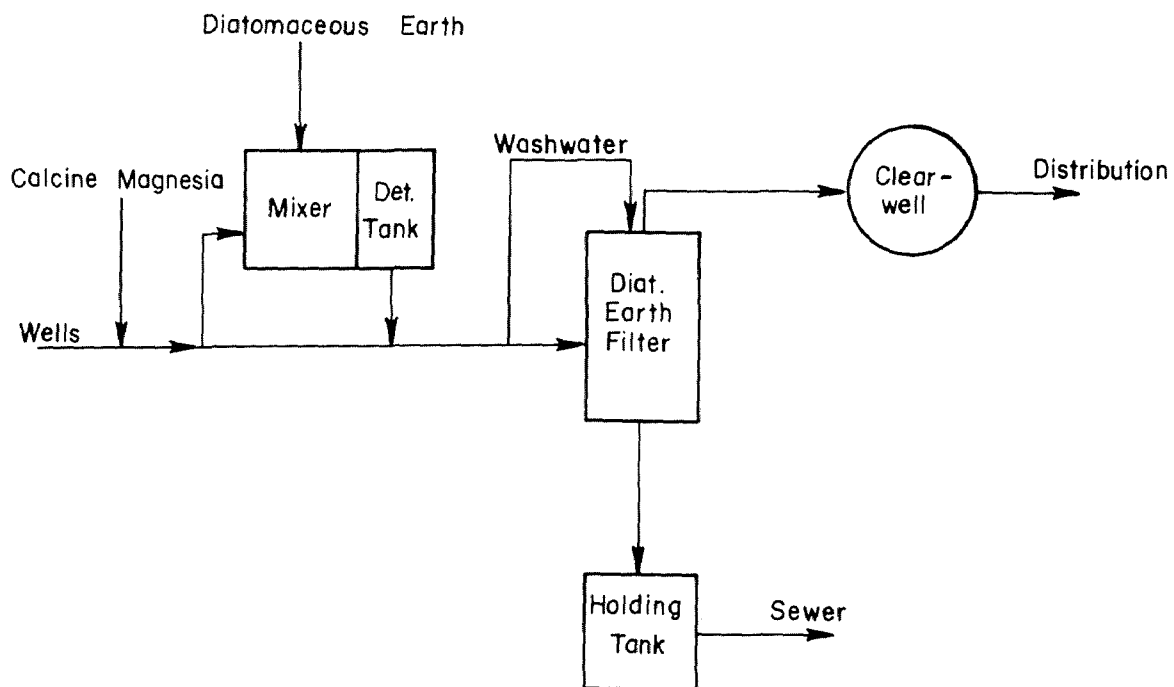 Diatomaceous Earth
Washwater
Calcine Magnesia
Mixer
Det.
Tank
Clear-
well
Distribution
Wells
Diat.
Earth
Filter
Holding
Tank
Sewer